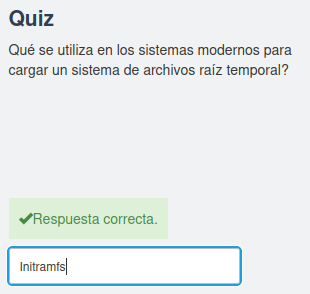 Quiz
Qué se utiliza en los sistemas modernos para
cargar un sistema de archivos raíz temporal?
✔Respuesta correcta.
Initramfs